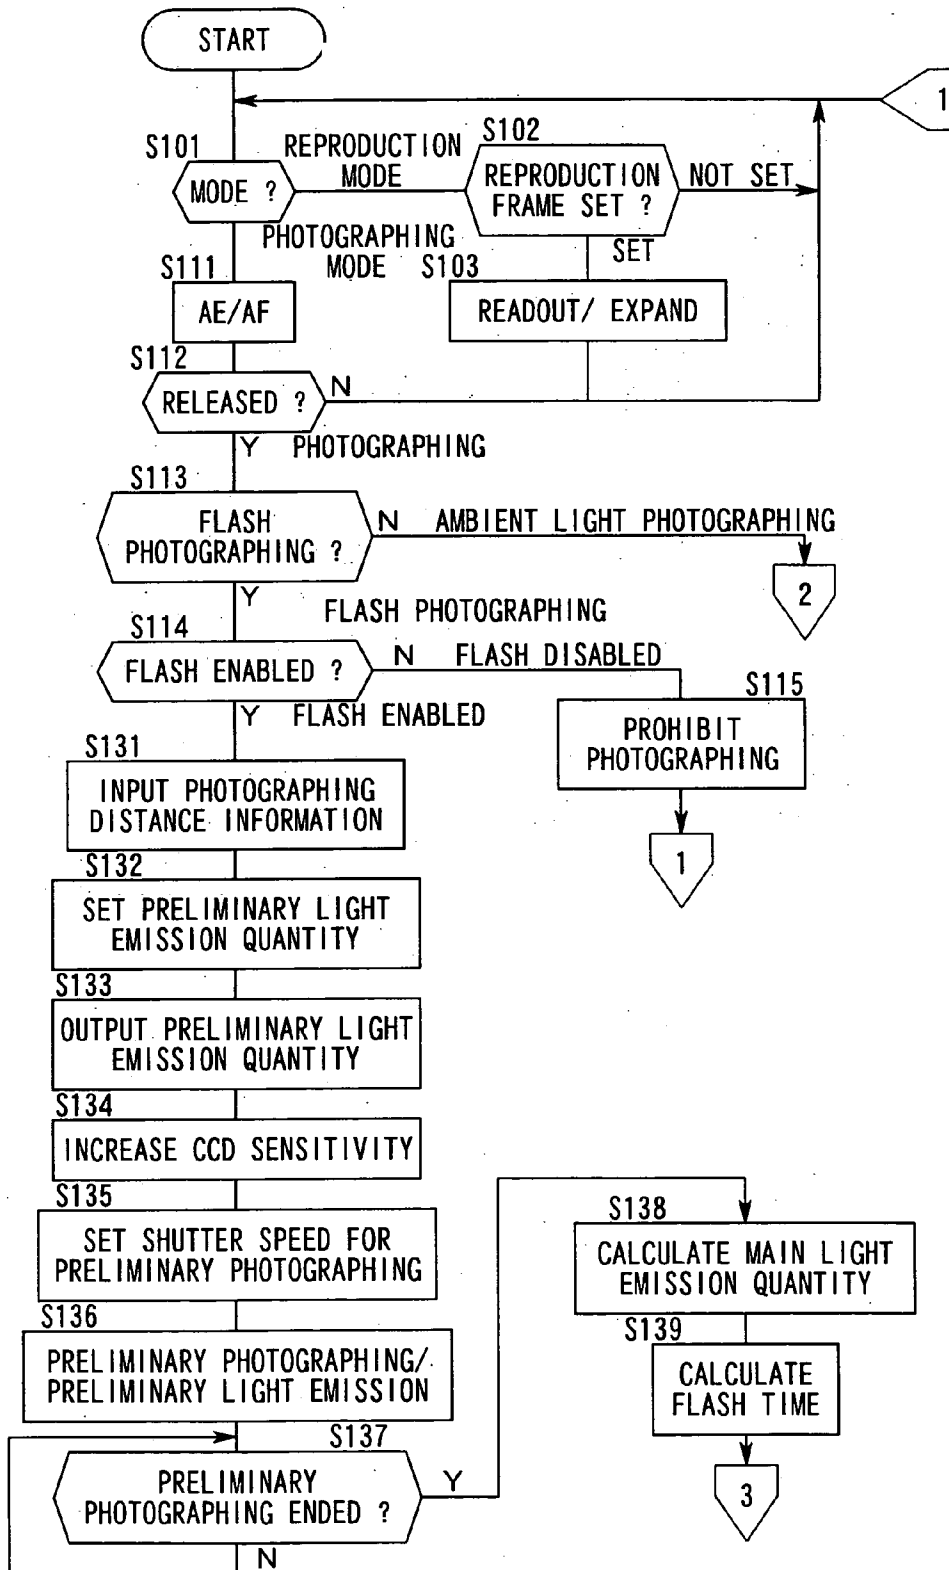 START
1
S101
MODE ?
REPRODUCTION
MODE
S102
REPRODUCTION
FRAME SET ?
NOT SET
PHOTOGRAPHING
MODE
SET
S111
AE/AF
S103
READOUT/ EXPAND
S112
RELEASED ?
N
Y PHOTOGRAPHING
S113
FLASH
PHOTOGRAPHING ?
N AMBIENT LIGHT PHOTOGRAPHING
2
Y
FLASH PHOTOGRAPHING
S114
FLASH ENABLED ?
N FLASH DISABLED
Y FLASH ENABLED
S115
PROHIBIT
PHOTOGRAPHING
1
S131
INPUT PHOTOGRAPHING
DISTANCE INFORMATION
S132
SET PRELIMINARY LIGHT
EMISSION QUANTITY
S133
OUTPUT PRELIMINARY LIGHT
EMISSION QUANTITY
S134
INCREASE CCD SENSITIVITY
S135
SET SHUTTER SPEED FOR
PRELIMINARY PHOTOGRAPHING
S136
PRELIMINARY PHOTOGRAPHING/
PRELIMINARY LIGHT EMISSION
S137
PRELIMINARY
PHOTOGRAPHING ENDED ?
Y
N
S138
CALCULATE MAIN LIGHT
EMISSION QUANTITY
S139
CALCULATE
FLASH TIME
3